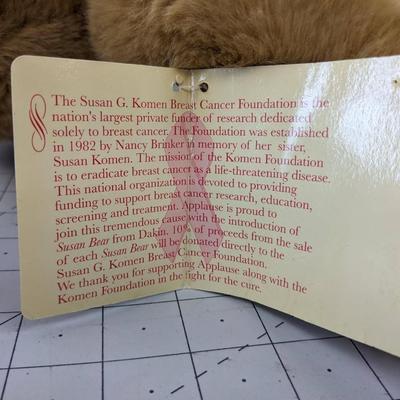 The Susan G. Komen Breast Cancer Foundation is the
nation's largest private funder of research dedicated
solely to breast cancer. The Foundation was established
in 1982 by Nancy Brinker in memory of her sister,
Susan Komen. The mission of the Komen Foundation
is to eradicate breast cancer as a life-threatening disease.
This national organization is devoted to providing
funding to support breast cancer research, education,
screening and treatment. Applause is proud to
join this tremendous cause with the introduction of
Susan Bear from Dakin. 10% of proceeds from the sale
of each Susan Bear will be donated directly to the
Susan G. Komen Breast Cancer Foundation.
We thank you for supporting Applause along with the
Komen Foundation in the fight for the cure.